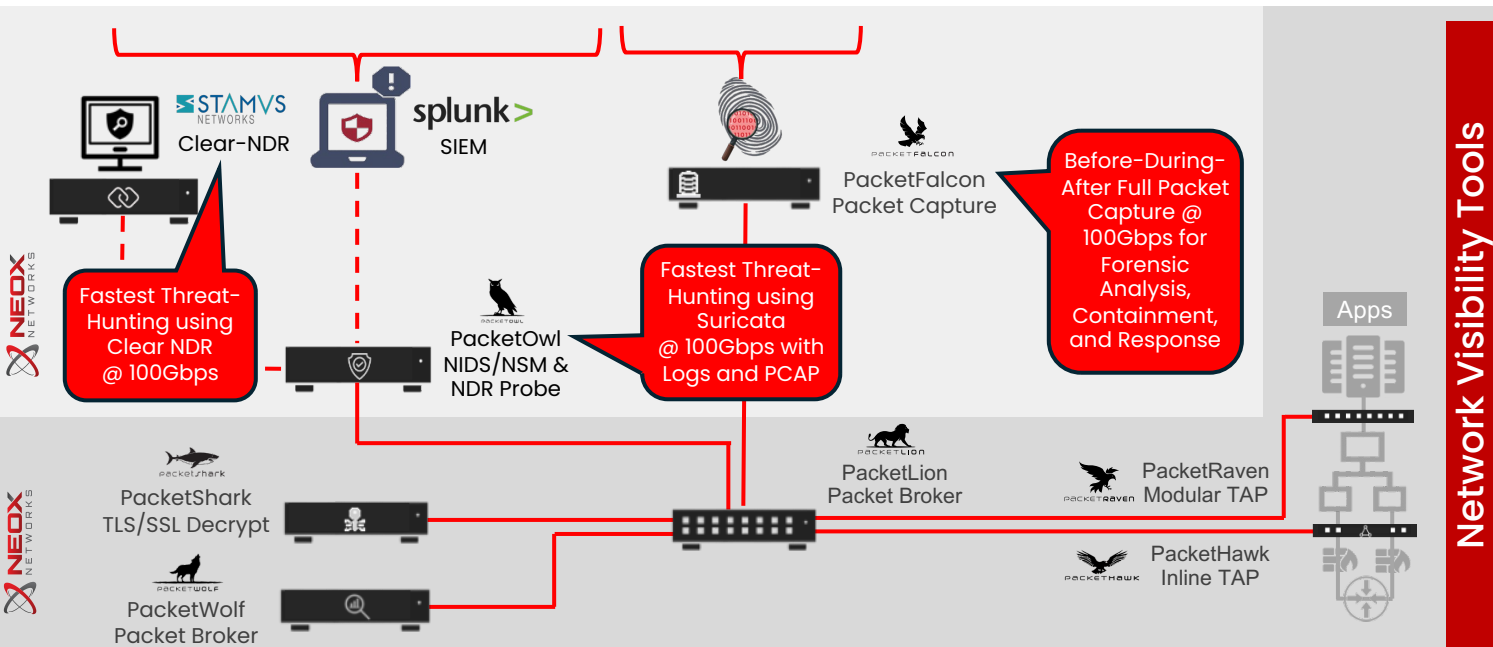 STAMVS
NETWORKS
Clear-NDR
splunk>
SIEM
PACKETFALCON
PacketFalcon
Packet Capture
Before-During-
After Full Packet
Capture @
100Gbps for
Forensic
Analysis,
Containment,
and Response
Fastest Threat-
Hunting using
Clear NDR
@ 100Gbps
PACKETOWL
PacketOwl
NIDS/NSM &
NDR Probe
Fastest Threat-
Hunting using
Suricata
@ 100Gbps with
Logs and PCAP
NEOX
NETWORKS
Apps
Network Visibility Tools
PACKETSHARK
PacketShark
TLS/SSL Decrypt
PACKETLION
PacketLion
Packet Broker
PACKETRAVEN
PacketRaven
Modular TAP
PACKETHAWK
PacketHawk
Inline TAP
NEOX
NETWORKS
PACKETWOLF
PacketWolf
Packet Broker